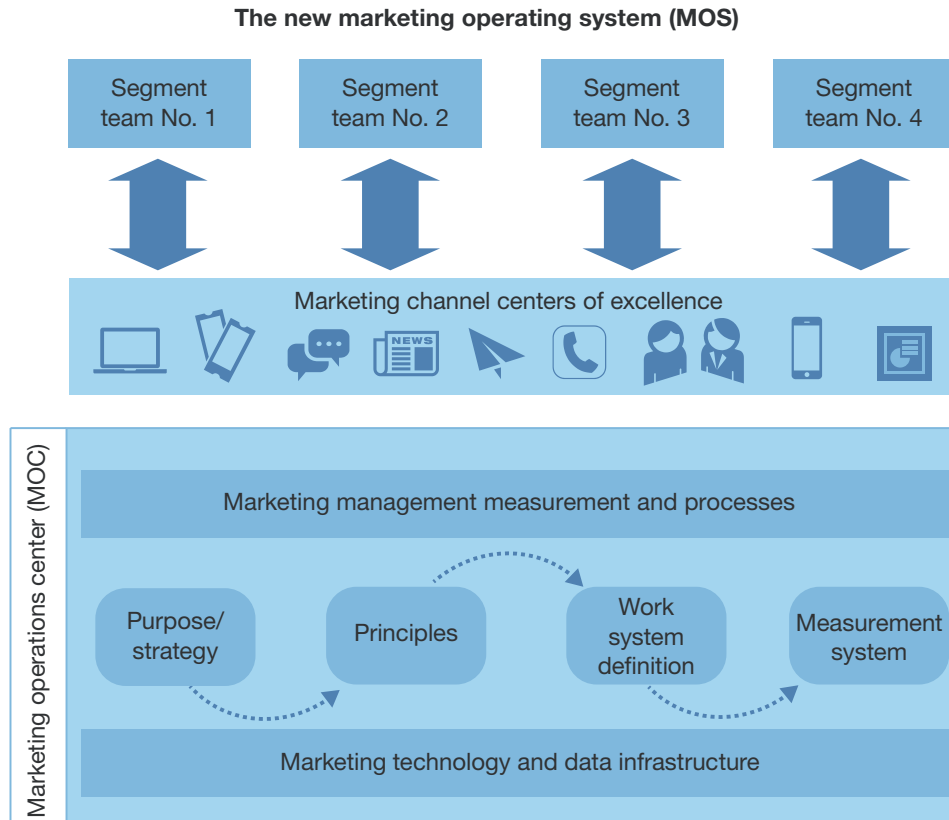 The new marketing operating system (MOS)
Segment
team No. 1
Segment
team No. 2
Segment
team No. 3
Segment
team No. 4
Marketing channel centers of excellence
NEWS
Marketing operations center (MOC)
Marketing management measurement and processes
Purpose/
strategy
Principles
Work
system
definition
Measurement
system
Marketing technology and data infrastructure